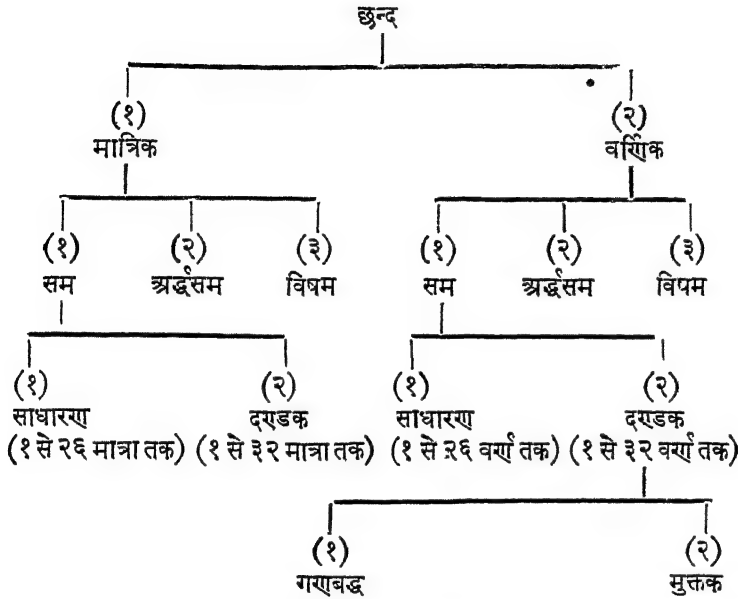 छन्द
(१) (२)
मात्रिक वर्णिक
(१) (२) (३) (१) (२) (३)
सम अर्द्धसम विषम सम अर्द्धसम विषम
(१) (२) (१) (२)
साधारण दण्डक साधारण दण्डक
(१ से २६ मात्रा तक) (१ से ३२ मात्रा तक) (१ से २६ वर्ण तक) (१ से ३२ वर्ण तक)
(१) (२)
गणबद्ध मुक्तक